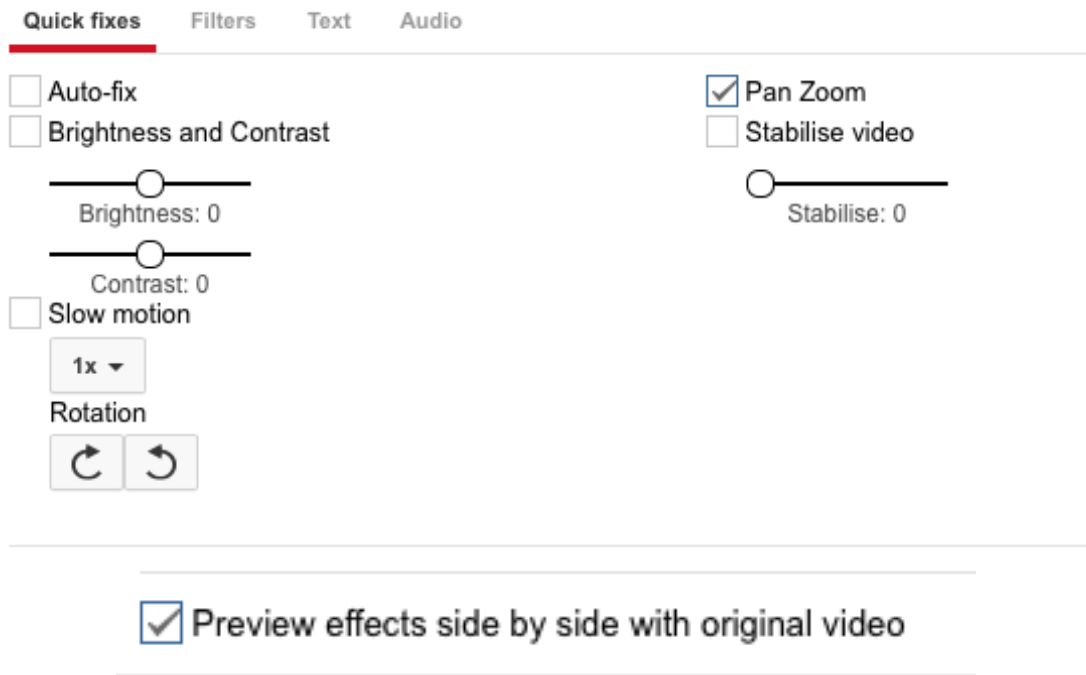 Quick fixes Filters Text Audio
Auto-fix
Pan Zoom
Brightness and Contrast
Stabilise video
Brightness: 0
Stabilise: 0
Contrast: 0
Slow motion
1x
Rotation
Preview effects side by side with original video